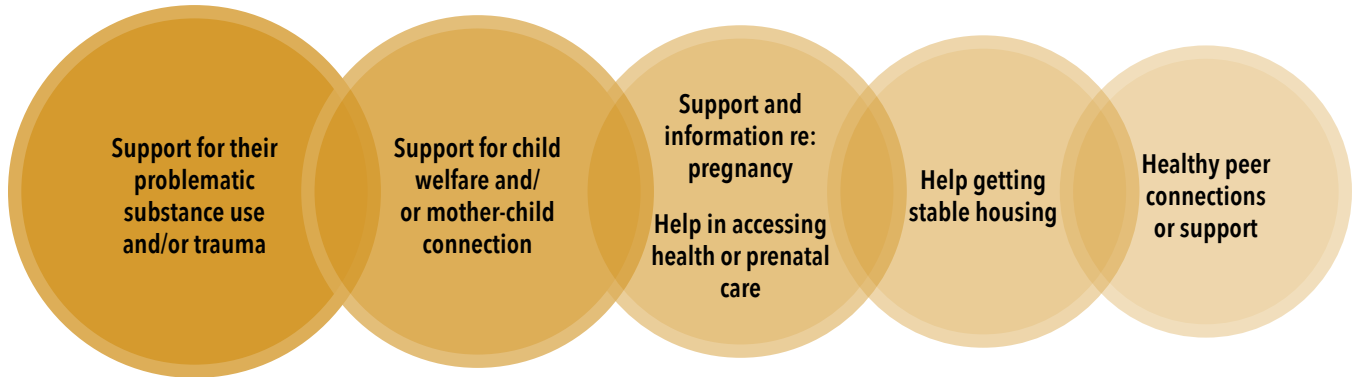 Support for their
problematic
substance use
and/or trauma
Support for child
welfare and/
or mother-child
connection
Support and
information re:
pregnancy
Help in accessing
health or prenatal
care
Help getting
stable housing
Healthy peer
connections
or support